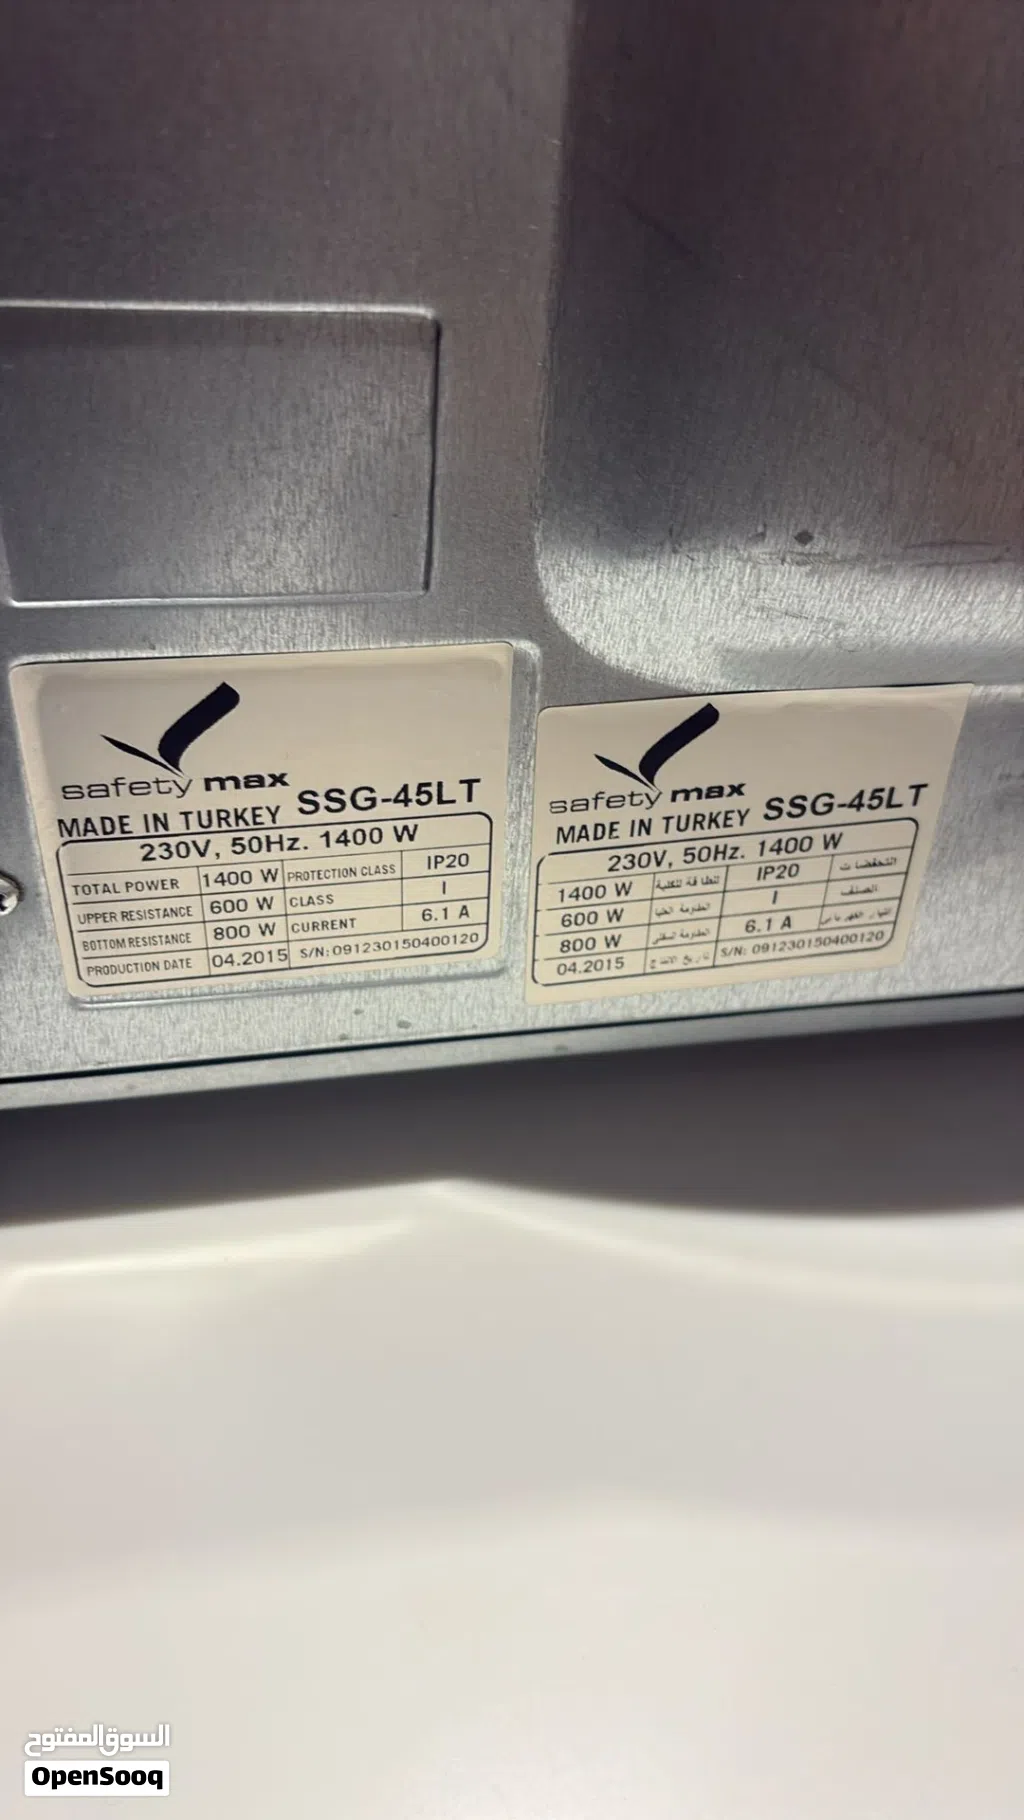 safety max SSG-45LT
MADE IN TURKEY
230V, 50Hz. 1400 W
TOTAL POWER 1400 W PROTECTION CLASS IP20
UPPER RESISTANCE 600 W CLASS I
BOTTOM RESISTANCE 800 W CURRENT 6.1 A
PRODUCTION DATE 04.2015 S/N: 091230150400120
safety max SSG-45LT
MADE IN TURKEY
230V, 50Hz. 1400 W
1400 W IP20
600 W I الصنف
800 W 6.1 A
04.2015 S/N: 091230150400120
السوق المفتوح
OpenSooq